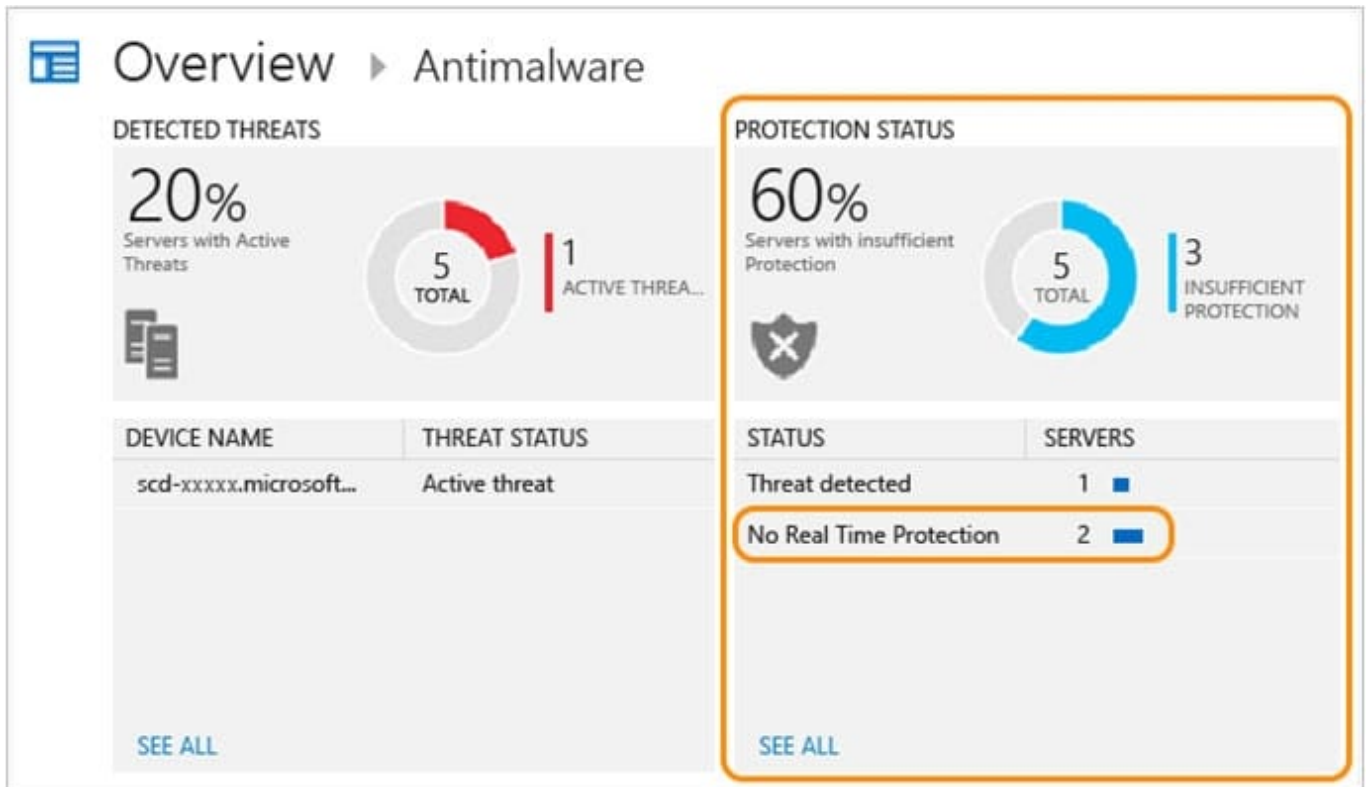 Overview Antimalware
DETECTED THREATS
20%
Servers with Active
Threats
5
TOTAL
1
ACTIVE THREA...
DEVICE NAME THREAT STATUS
scd-xxxxx.microsoft... Active threat
SEE ALL
PROTECTION STATUS
60%
Servers with insufficient
Protection
5
TOTAL
3
INSUFFICIENT
PROTECTION
STATUS SERVERS
Threat detected 1
No Real Time Protection 2
SEE ALL